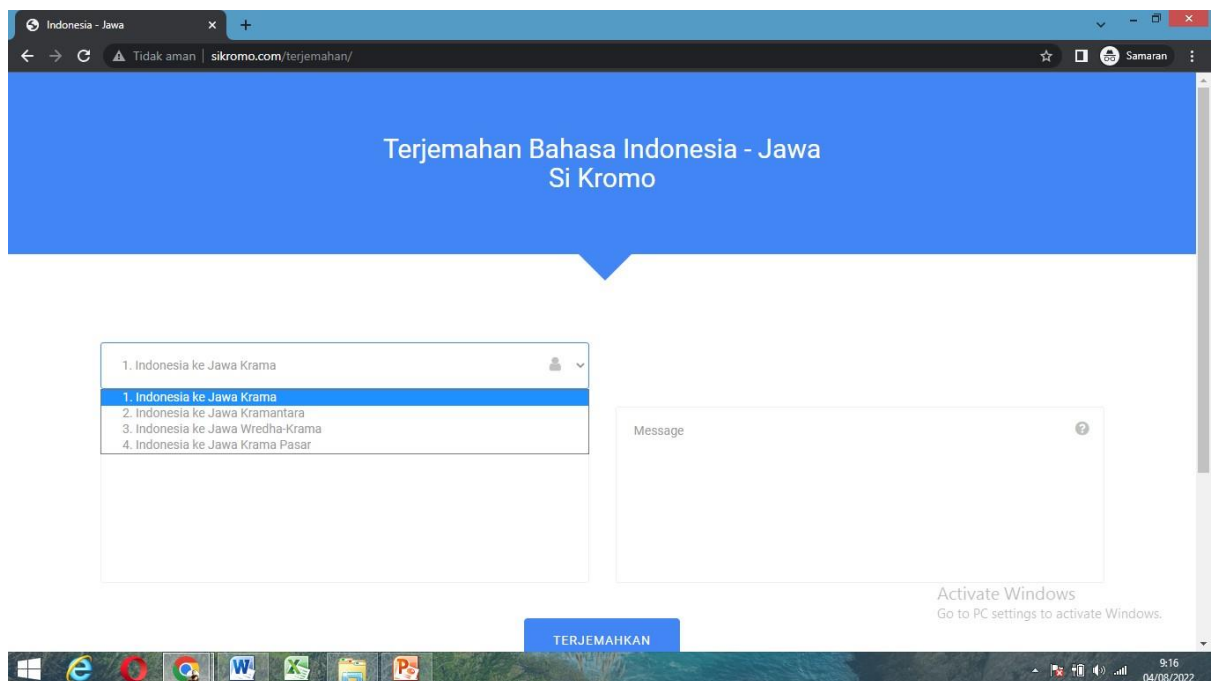 Indonesia - Jawa
Tidak aman | sikromo.com/terjemahan/
Samaran
Terjemahan Bahasa Indonesia - Jawa
Si Kromo
1. Indonesia ke Jawa Krama
1. Indonesia ke Jawa Krama
2. Indonesia ke Jawa Kramantara
3. Indonesia ke Jawa Wredha-Krama
4. Indonesia ke Jawa Krama Pasar
Message
Activate Windows
Go to PC settings to activate Windows.
TERJEMAHKAN
9:16
04/08/2022